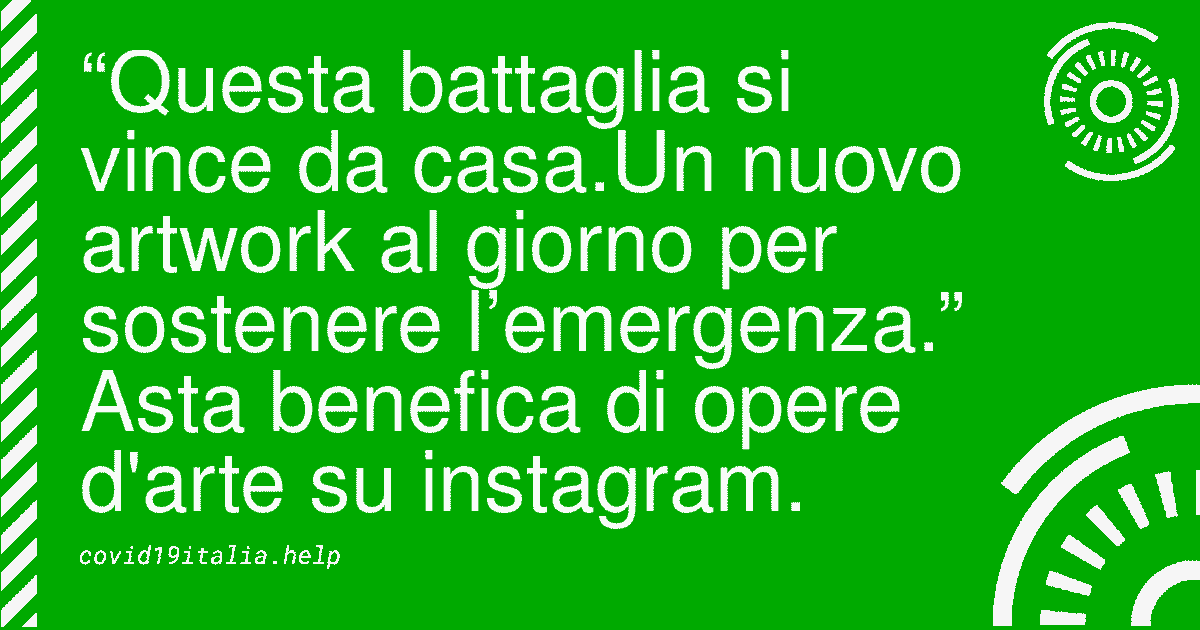 “Questa battaglia si
vince da casa.Un nuovo
artwork al giorno per
sostenere l’emergenza.”
Asta benefica di opere
d'arte su instagram.
covid19italia.help